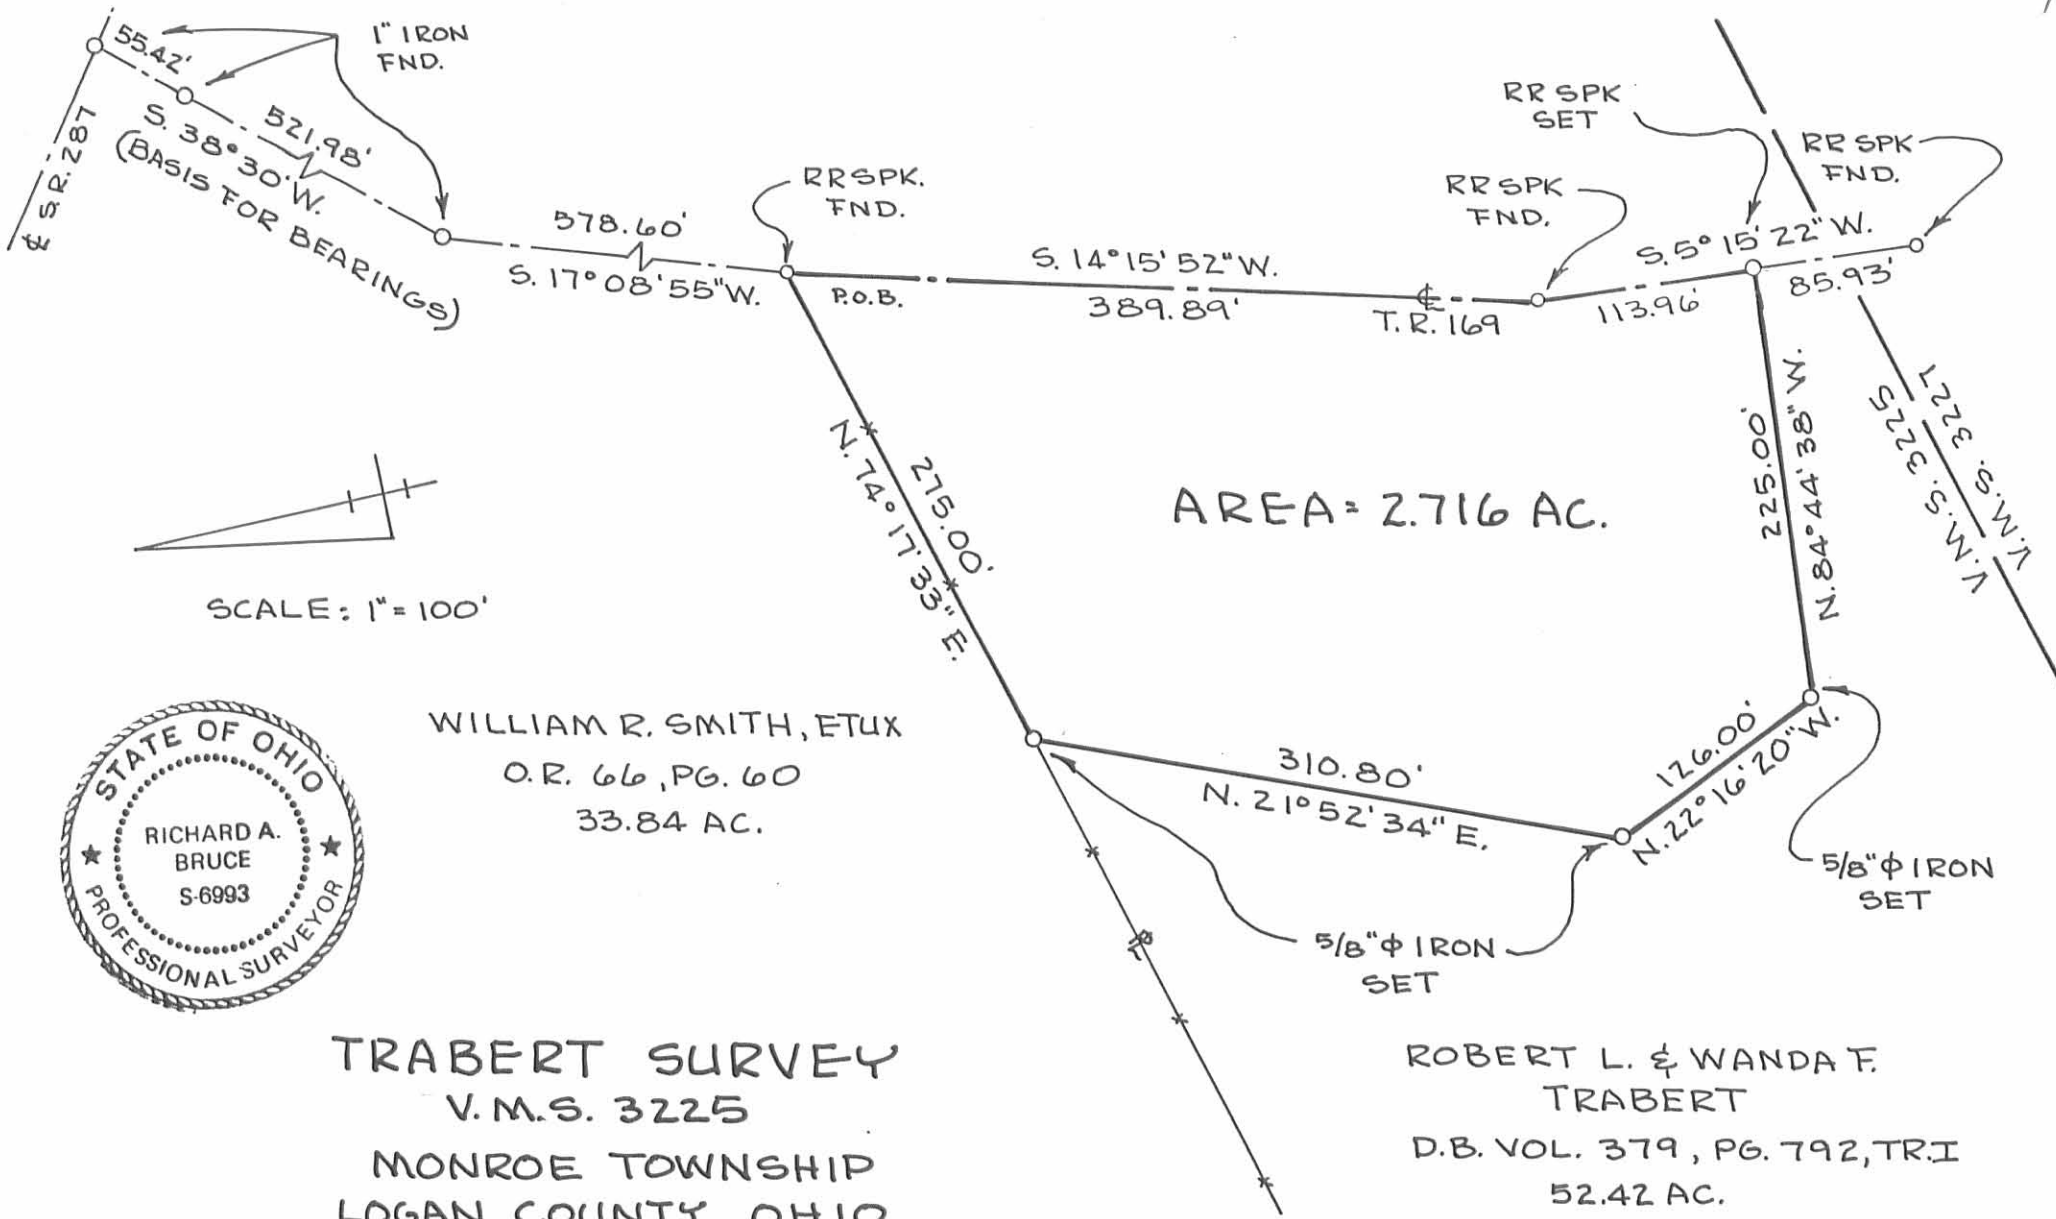 1" IRON
FND.
55.42'
521.98'
S. 38° 30' W.
(BASIS FOR BEARINGS)
℄ S.R. 287
578.60'
S. 17° 08' 55" W.
RR SPK.
FND.
P.O.B.
S. 14° 15' 52" W.
389.89'
℄
T.R. 169
RR SPK
FND.
RR SPK
SET
RR SPK
FND.
S. 5° 15' 22" W.
113.96'
85.93'
V.M.S. 3227
V.M.S. 3225
225.00'
N. 84° 44' 38" W.
275.00'
N. 74° 17' 33" E.
AREA = 2.716 AC.
SCALE: 1" = 100'
310.80'
N. 21° 52' 34" E.
126.00'
N. 22° 16' 20" W.
5/8" ϕ IRON
SET
5/8" ϕ IRON
SET
WILLIAM R. SMITH, ETUX
O.R. 66, PG. 60
33.84 AC.
STATE OF OHIO
RICHARD A.
BRUCE
S-6993
PROFESSIONAL SURVEYOR
TRABERT SURVEY
V.M.S. 3225
MONROE TOWNSHIP
LOGAN COUNTY, OHIO
ROBERT L. & WANDA F.
TRABERT
D.B. VOL. 379, PG. 792, TR.I
52.42 AC.